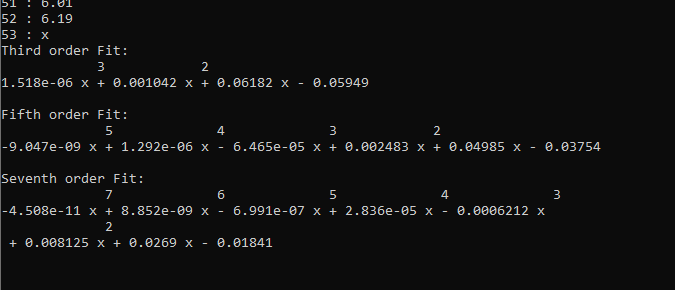 51 : 6.01
52 : 6.19
53 : x
Third order Fit:
           3            2
1.518e-06 x + 0.001042 x + 0.06182 x - 0.05949
Fifth order Fit:
            5             4             3            2
-9.047e-09 x + 1.292e-06 x - 6.465e-05 x + 0.002483 x + 0.04985 x - 0.03754
Seventh order Fit:
            7             6             5             4             3
-4.508e-11 x + 8.852e-09 x - 6.991e-07 x + 2.836e-05 x - 0.0006212 x
             2
 + 0.008125 x + 0.0269 x - 0.01841